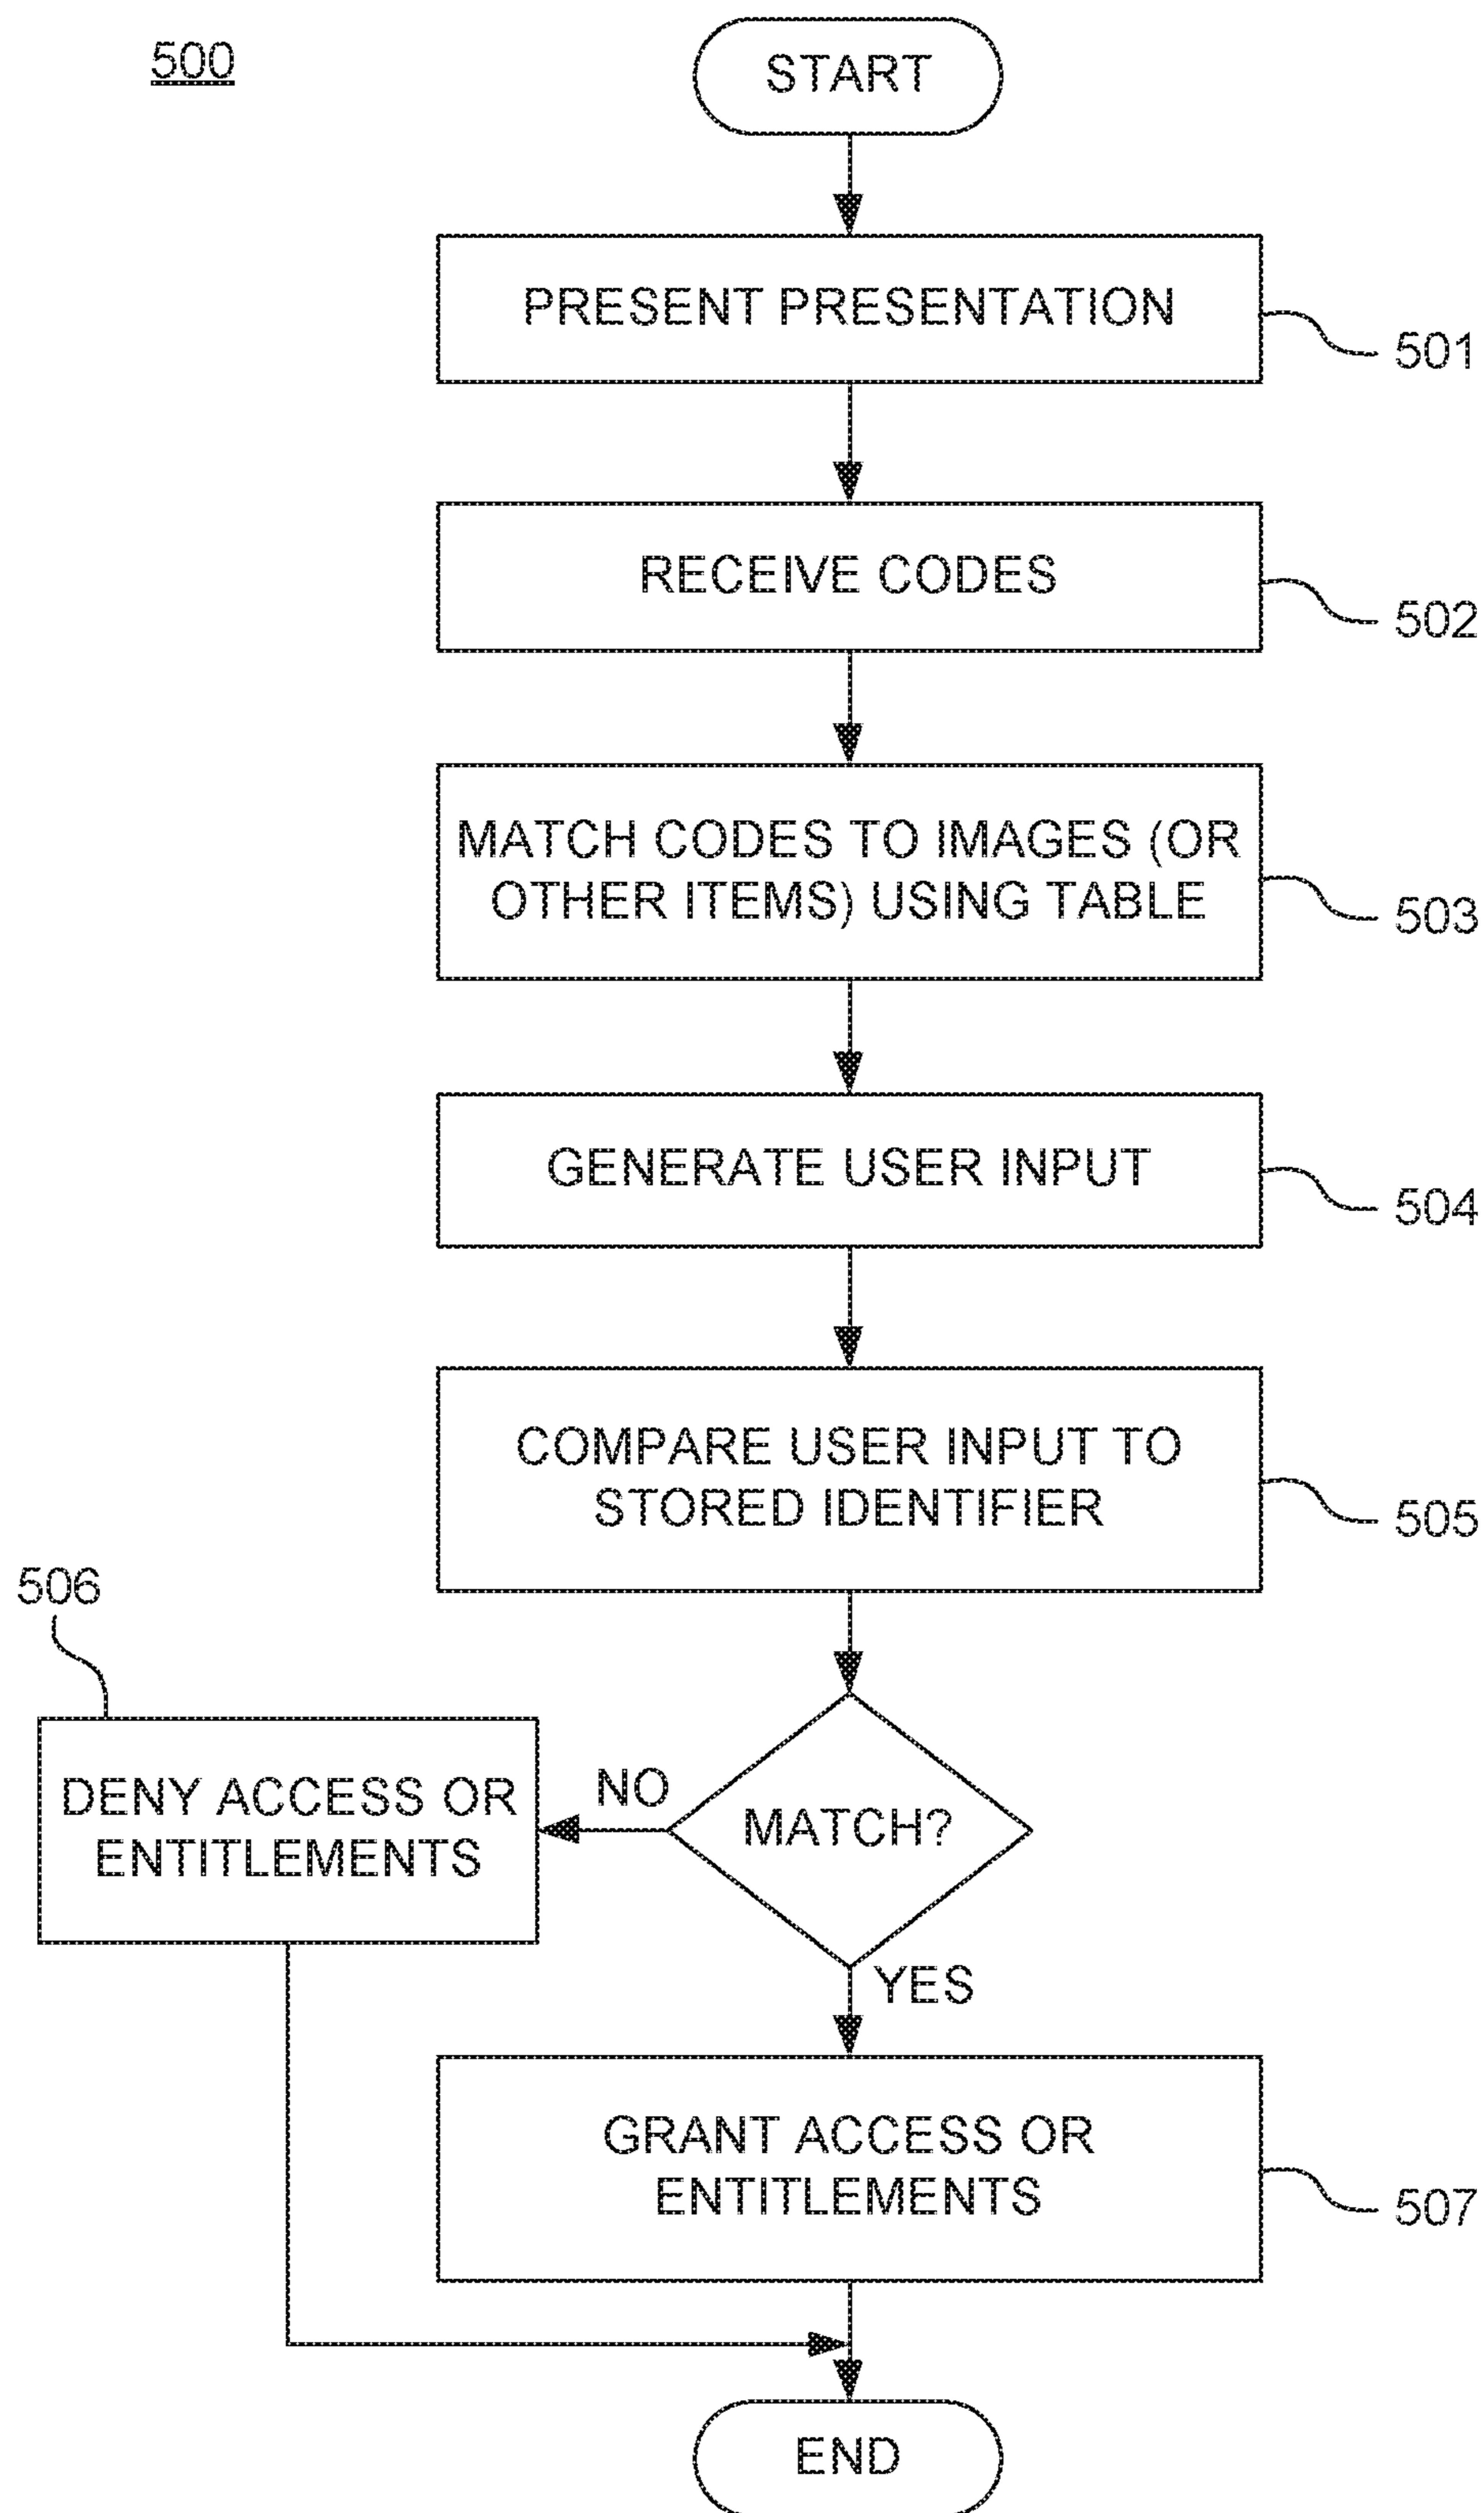 500
START
PRESENT PRESENTATION
501
RECEIVE CODES
502
MATCH CODES TO IMAGES (OR
OTHER ITEMS) USING TABLE
503
GENERATE USER INPUT
504
COMPARE USER INPUT TO
STORED IDENTIFIER
505
506
DENY ACCESS OR
ENTITLEMENTS
NO
MATCH?
YES
GRANT ACCESS OR
ENTITLEMENTS
507
END